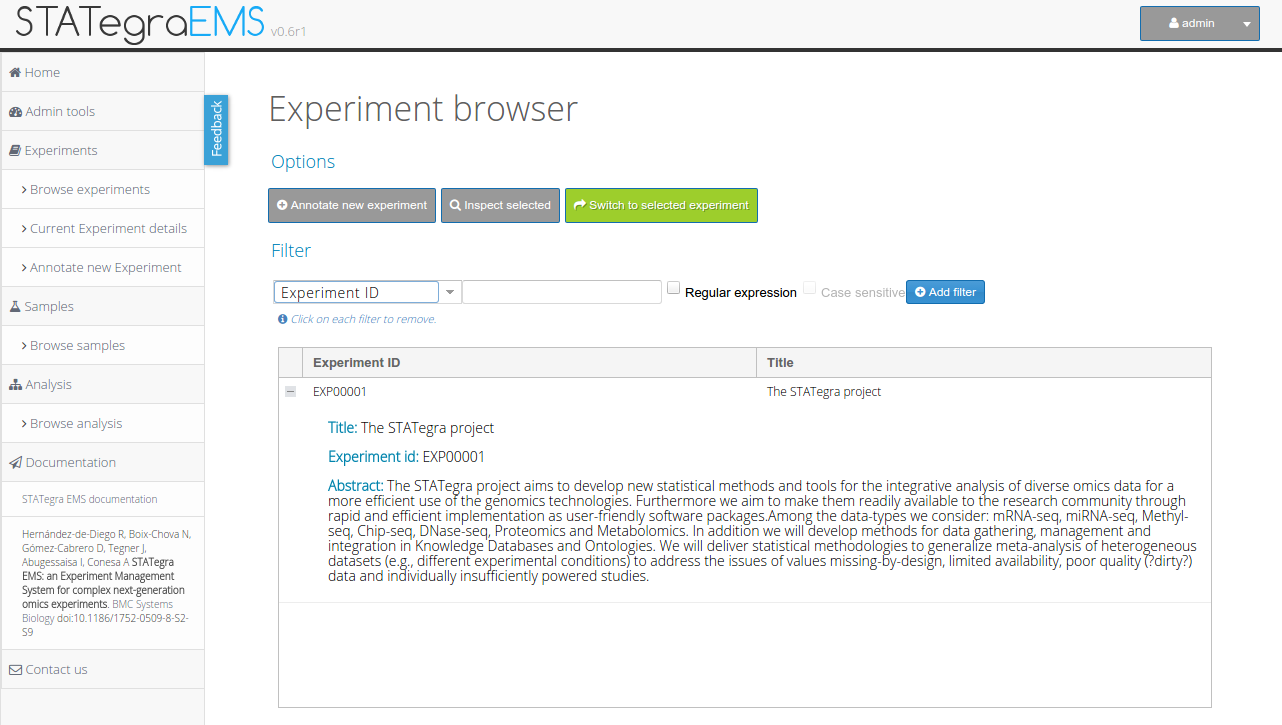 STATegraEMS v0.6r1
admin
Home
Admin tools
Experiments
Browse experiments
Current Experiment details
Annotate new Experiment
Samples
Browse samples
Analysis
Browse analysis
Documentation
STATegra EMS documentation
Hernández-de-Diego R, Boix-Chova N,
Gómez-Cabrero D, Tegner J,
Abugessaisa I, Conesa A STATegra
EMS: an Experiment Management
System for complex next-generation
omics experiments. BMC Systems
Biology doi:10.1186/1752-0509-8-S2-
S9
Contact us
Feedback
Experiment browser
Options
Annotate new experiment Inspect selected Switch to selected experiment
Filter
Experiment ID Regular expression Case sensitive Add filter
Click on each filter to remove.
Experiment ID Title
EXP00001 The STATegra project
Title: The STATegra project
Experiment id: EXP00001
Abstract: The STATegra project aims to develop new statistical methods and tools for the integrative analysis of diverse omics data for a
more efficient use of the genomics technologies. Furthermore we aim to make them readily available to the research community through
rapid and efficient implementation as user-friendly software packages.Among the data-types we consider: mRNA-seq, miRNA-seq, Methyl-
seq, Chip-seq, DNase-seq, Proteomics and Metabolomics. In addition we will develop methods for data gathering, management and
integration in Knowledge Databases and Ontologies. We will deliver statistical methodologies to generalize meta-analysis of heterogeneous
datasets (e.g., different experimental conditions) to address the issues of values missing-by-design, limited availability, poor quality (?dirty?)
data and individually insufficiently powered studies.